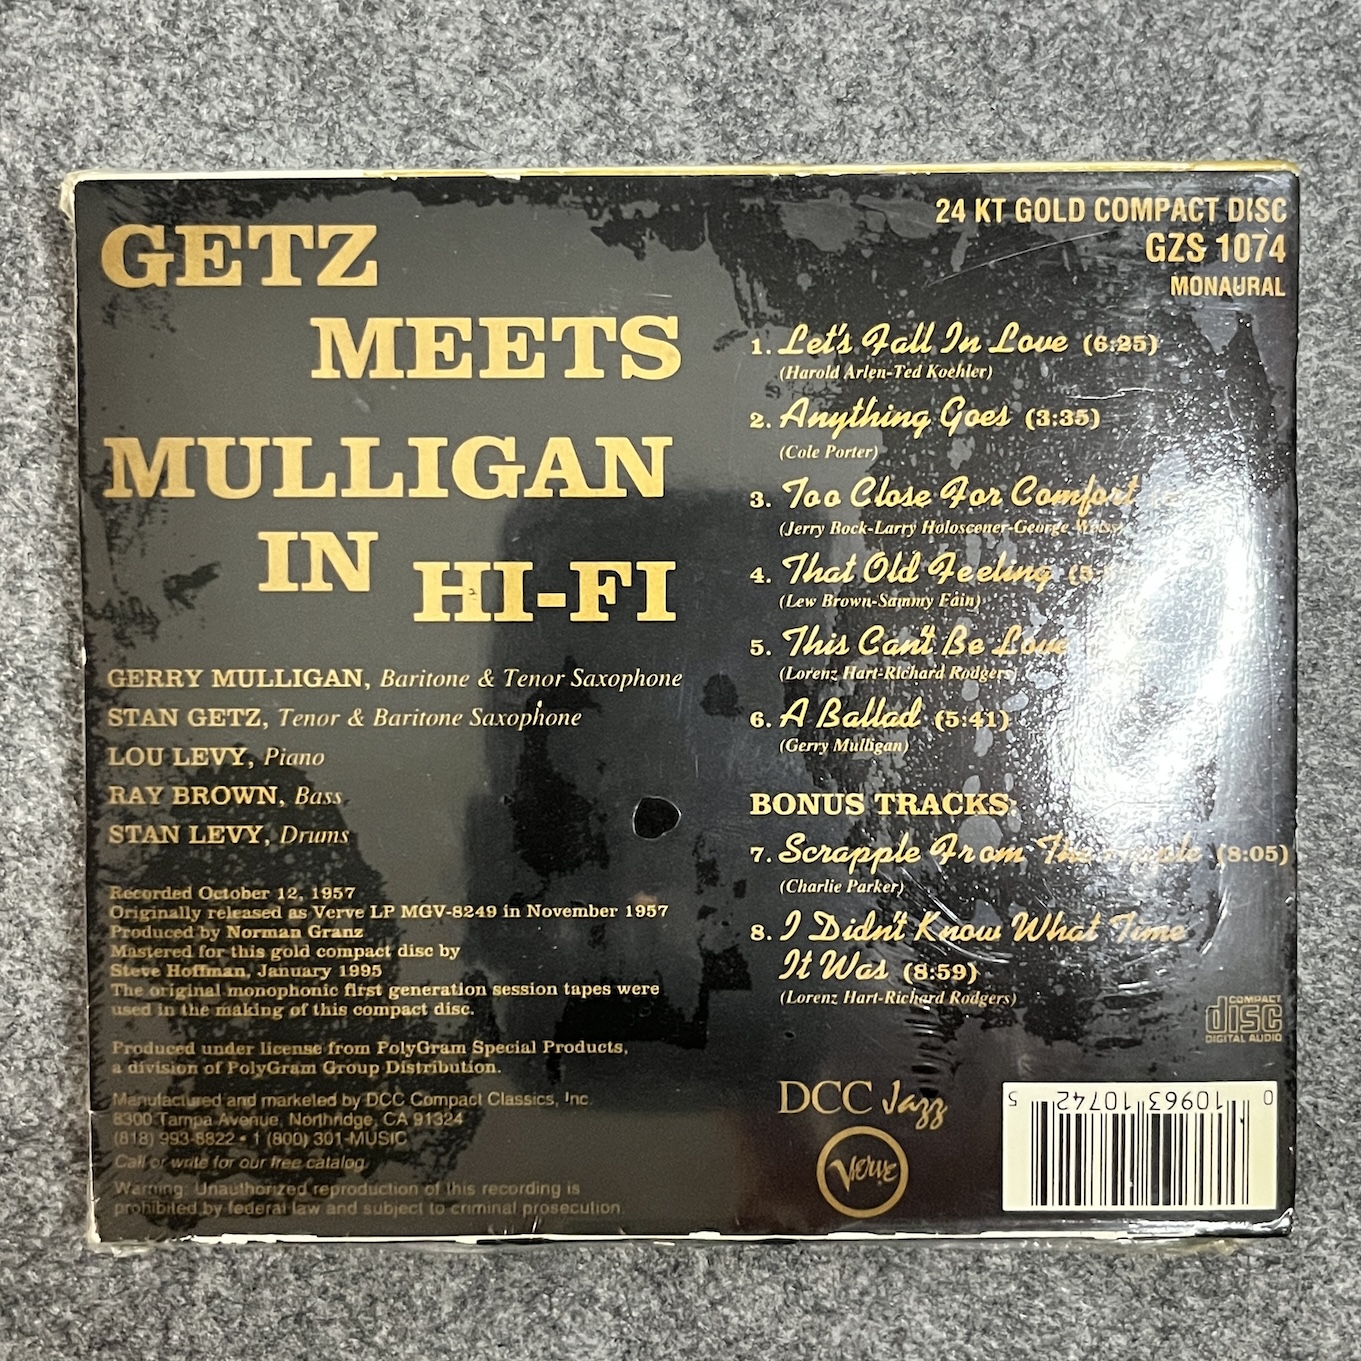 GETZ
MEETS
MULLIGAN
IN HI-FI
GERRY MULLIGAN, Baritone & Tenor Saxophone
STAN GETZ, Tenor & Baritone Saxophone
LOU LEVY, Piano
RAY BROWN, Bass
STAN LEVY, Drums
Recorded October 12, 1957
Originally released as Verve LP MGV-8249 in November 1957
Produced by Norman Granz
Mastered for this gold compact disc by
Steve Hoffman, January 1995
The original monophonic first generation session tapes were
used in the making of this compact disc.
Produced under license from PolyGram Special Products,
a division of PolyGram Group Distribution.
Manufactured and marketed by DCC Compact Classics, Inc.
8300 Tampa Avenue, Northridge, CA 91324
(818) 993-8822 • 1 (800) 301-MUSIC
Call or write for our free catalog.
Warning: Unauthorized reproduction of this recording is
prohibited by federal law and subject to criminal prosecution.
24 KT GOLD COMPACT DISC
GZS 1074
MONAURAL
1. Let's Fall In Love (6:25)
(Harold Arlen-Ted Koehler)
2. Anything Goes (3:35)
(Cole Porter)
3. Too Close For Comfort
(Jerry Bock-Larry Holoscener-George Weiss)
4. That Old Feeling
(Lew Brown-Sammy Fain)
5. This Can't Be Love
(Lorenz Hart-Richard Rodgers)
6. A Ballad (5:41)
(Gerry Mulligan)
BONUS TRACKS:
7. Scrapple From The Apple (8:05)
(Charlie Parker)
8. I Didn't Know What Time
It Was (8:59)
(Lorenz Hart-Richard Rodgers)
COMPACT
disc
DIGITAL AUDIO
DCC Jazz
Verve
0 10963 10742 5